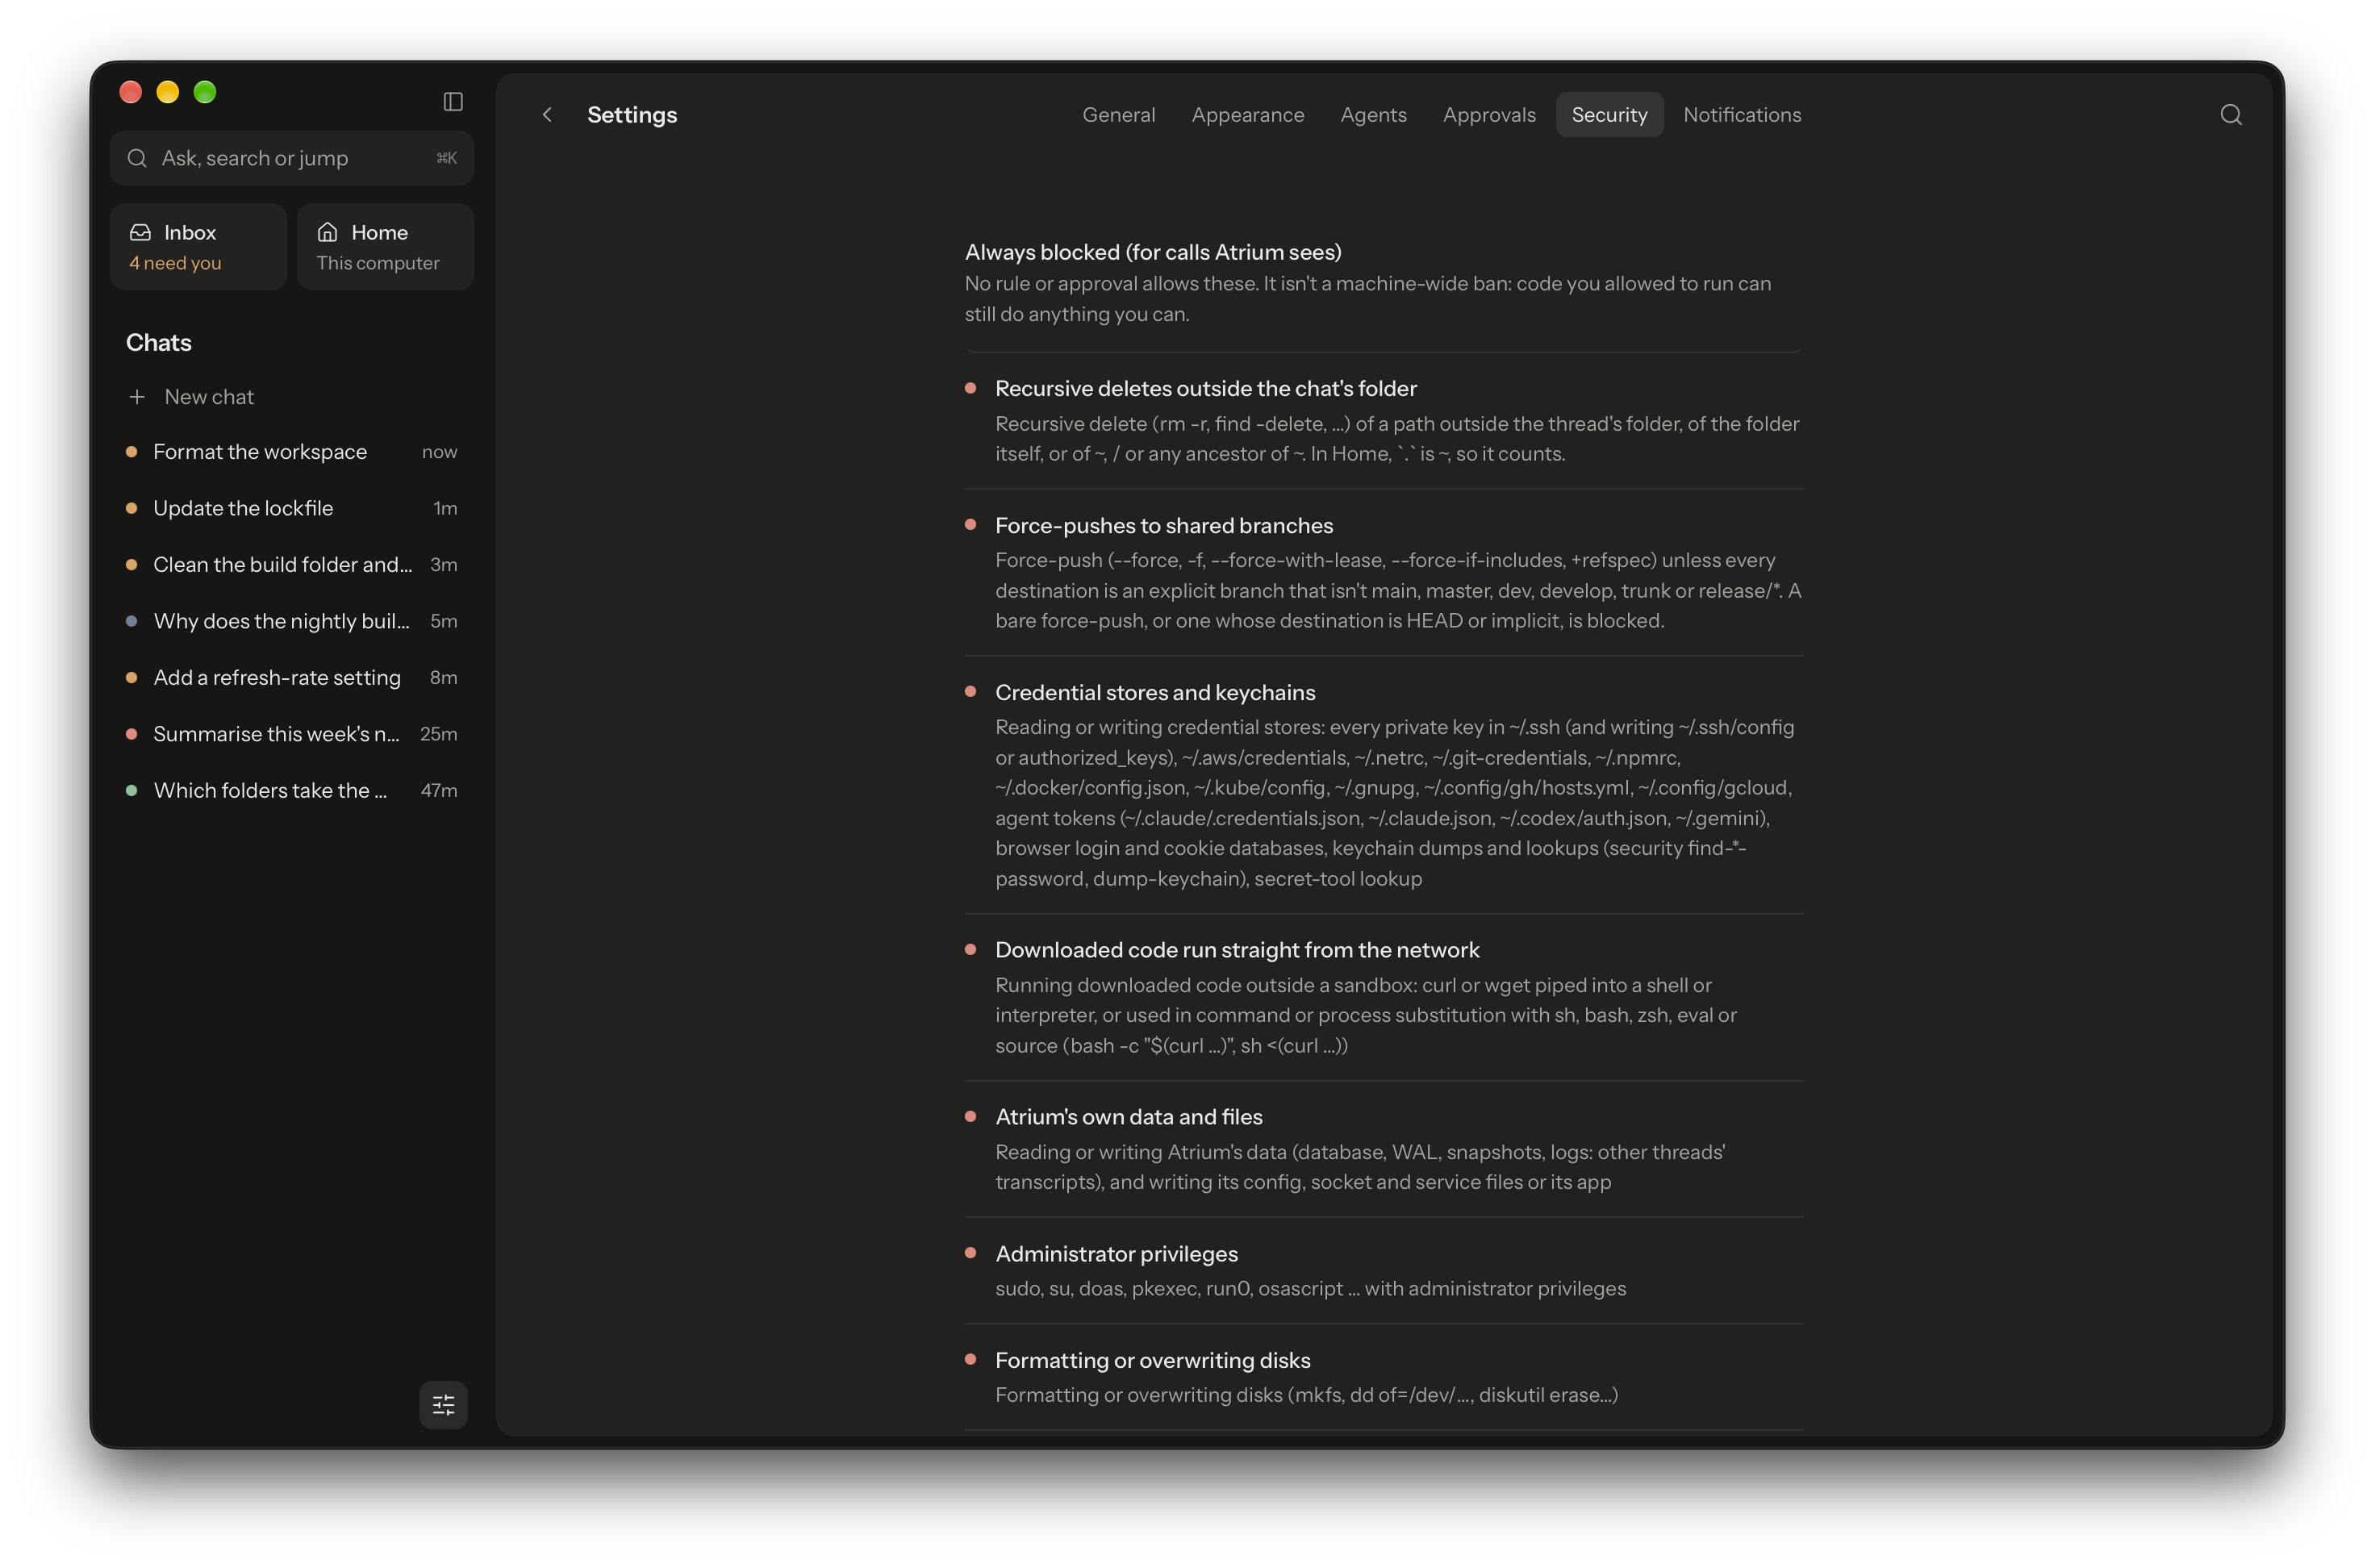 Ask, search or jump ⌘K
Inbox
4 need you
Home
This computer
Chats
New chat
Format the workspace now
Update the lockfile 1m
Clean the build folder and... 3m
Why does the nightly buil... 5m
Add a refresh-rate setting 8m
Summarise this week's n... 25m
Which folders take the ... 47m
Settings
General Appearance Agents Approvals Security Notifications
Always blocked (for calls Atrium sees)
No rule or approval allows these. It isn't a machine-wide ban: code you allowed to run can
still do anything you can.
Recursive deletes outside the chat's folder
Recursive delete (rm -r, find -delete, ...) of a path outside the thread's folder, of the folder
itself, or of ~, / or any ancestor of ~. In Home, `.` is ~, so it counts.
Force-pushes to shared branches
Force-push (--force, -f, --force-with-lease, --force-if-includes, +refspec) unless every
destination is an explicit branch that isn't main, master, dev, develop, trunk or release/*. A
bare force-push, or one whose destination is HEAD or implicit, is blocked.
Credential stores and keychains
Reading or writing credential stores: every private key in ~/.ssh (and writing ~/.ssh/config
or authorized_keys), ~/.aws/credentials, ~/.netrc, ~/.git-credentials, ~/.npmrc,
~/.docker/config.json, ~/.kube/config, ~/.gnupg, ~/.config/gh/hosts.yml, ~/.config/gcloud,
agent tokens (~/.claude/.credentials.json, ~/.claude.json, ~/.codex/auth.json, ~/.gemini),
browser login and cookie databases, keychain dumps and lookups (security find-*-
password, dump-keychain), secret-tool lookup
Downloaded code run straight from the network
Running downloaded code outside a sandbox: curl or wget piped into a shell or
interpreter, or used in command or process substitution with sh, bash, zsh, eval or
source (bash -c "$(curl ...)", sh <(curl ...))
Atrium's own data and files
Reading or writing Atrium's data (database, WAL, snapshots, logs: other threads'
transcripts), and writing its config, socket and service files or its app
Administrator privileges
sudo, su, doas, pkexec, run0, osascript ... with administrator privileges
Formatting or overwriting disks
Formatting or overwriting disks (mkfs, dd of=/dev/..., diskutil erase...)